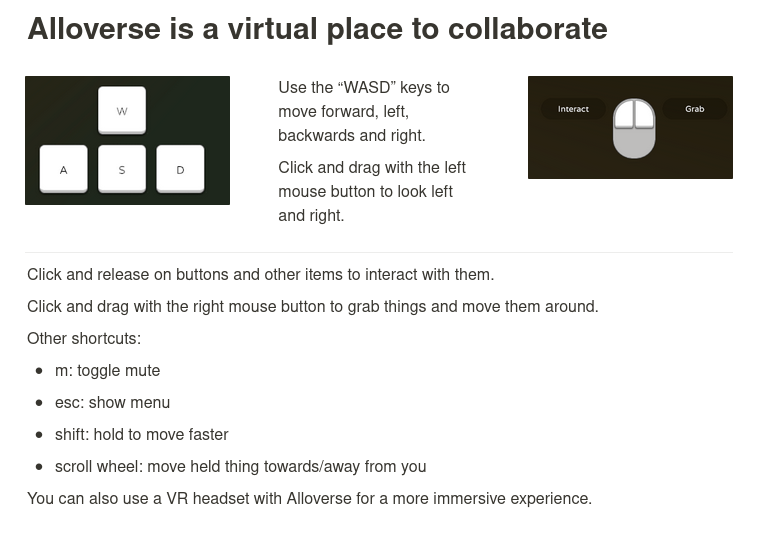 Alloverse is a virtual place to collaborate
W
A S D
Use the “WASD” keys to
move forward, left,
backwards and right.
Click and drag with the left
mouse button to look left
and right.
Interact Grab
Click and release on buttons and other items to interact with them.
Click and drag with the right mouse button to grab things and move them around.
Other shortcuts:
• m: toggle mute
• esc: show menu
• shift: hold to move faster
• scroll wheel: move held thing towards/away from you
You can also use a VR headset with Alloverse for a more immersive experience.